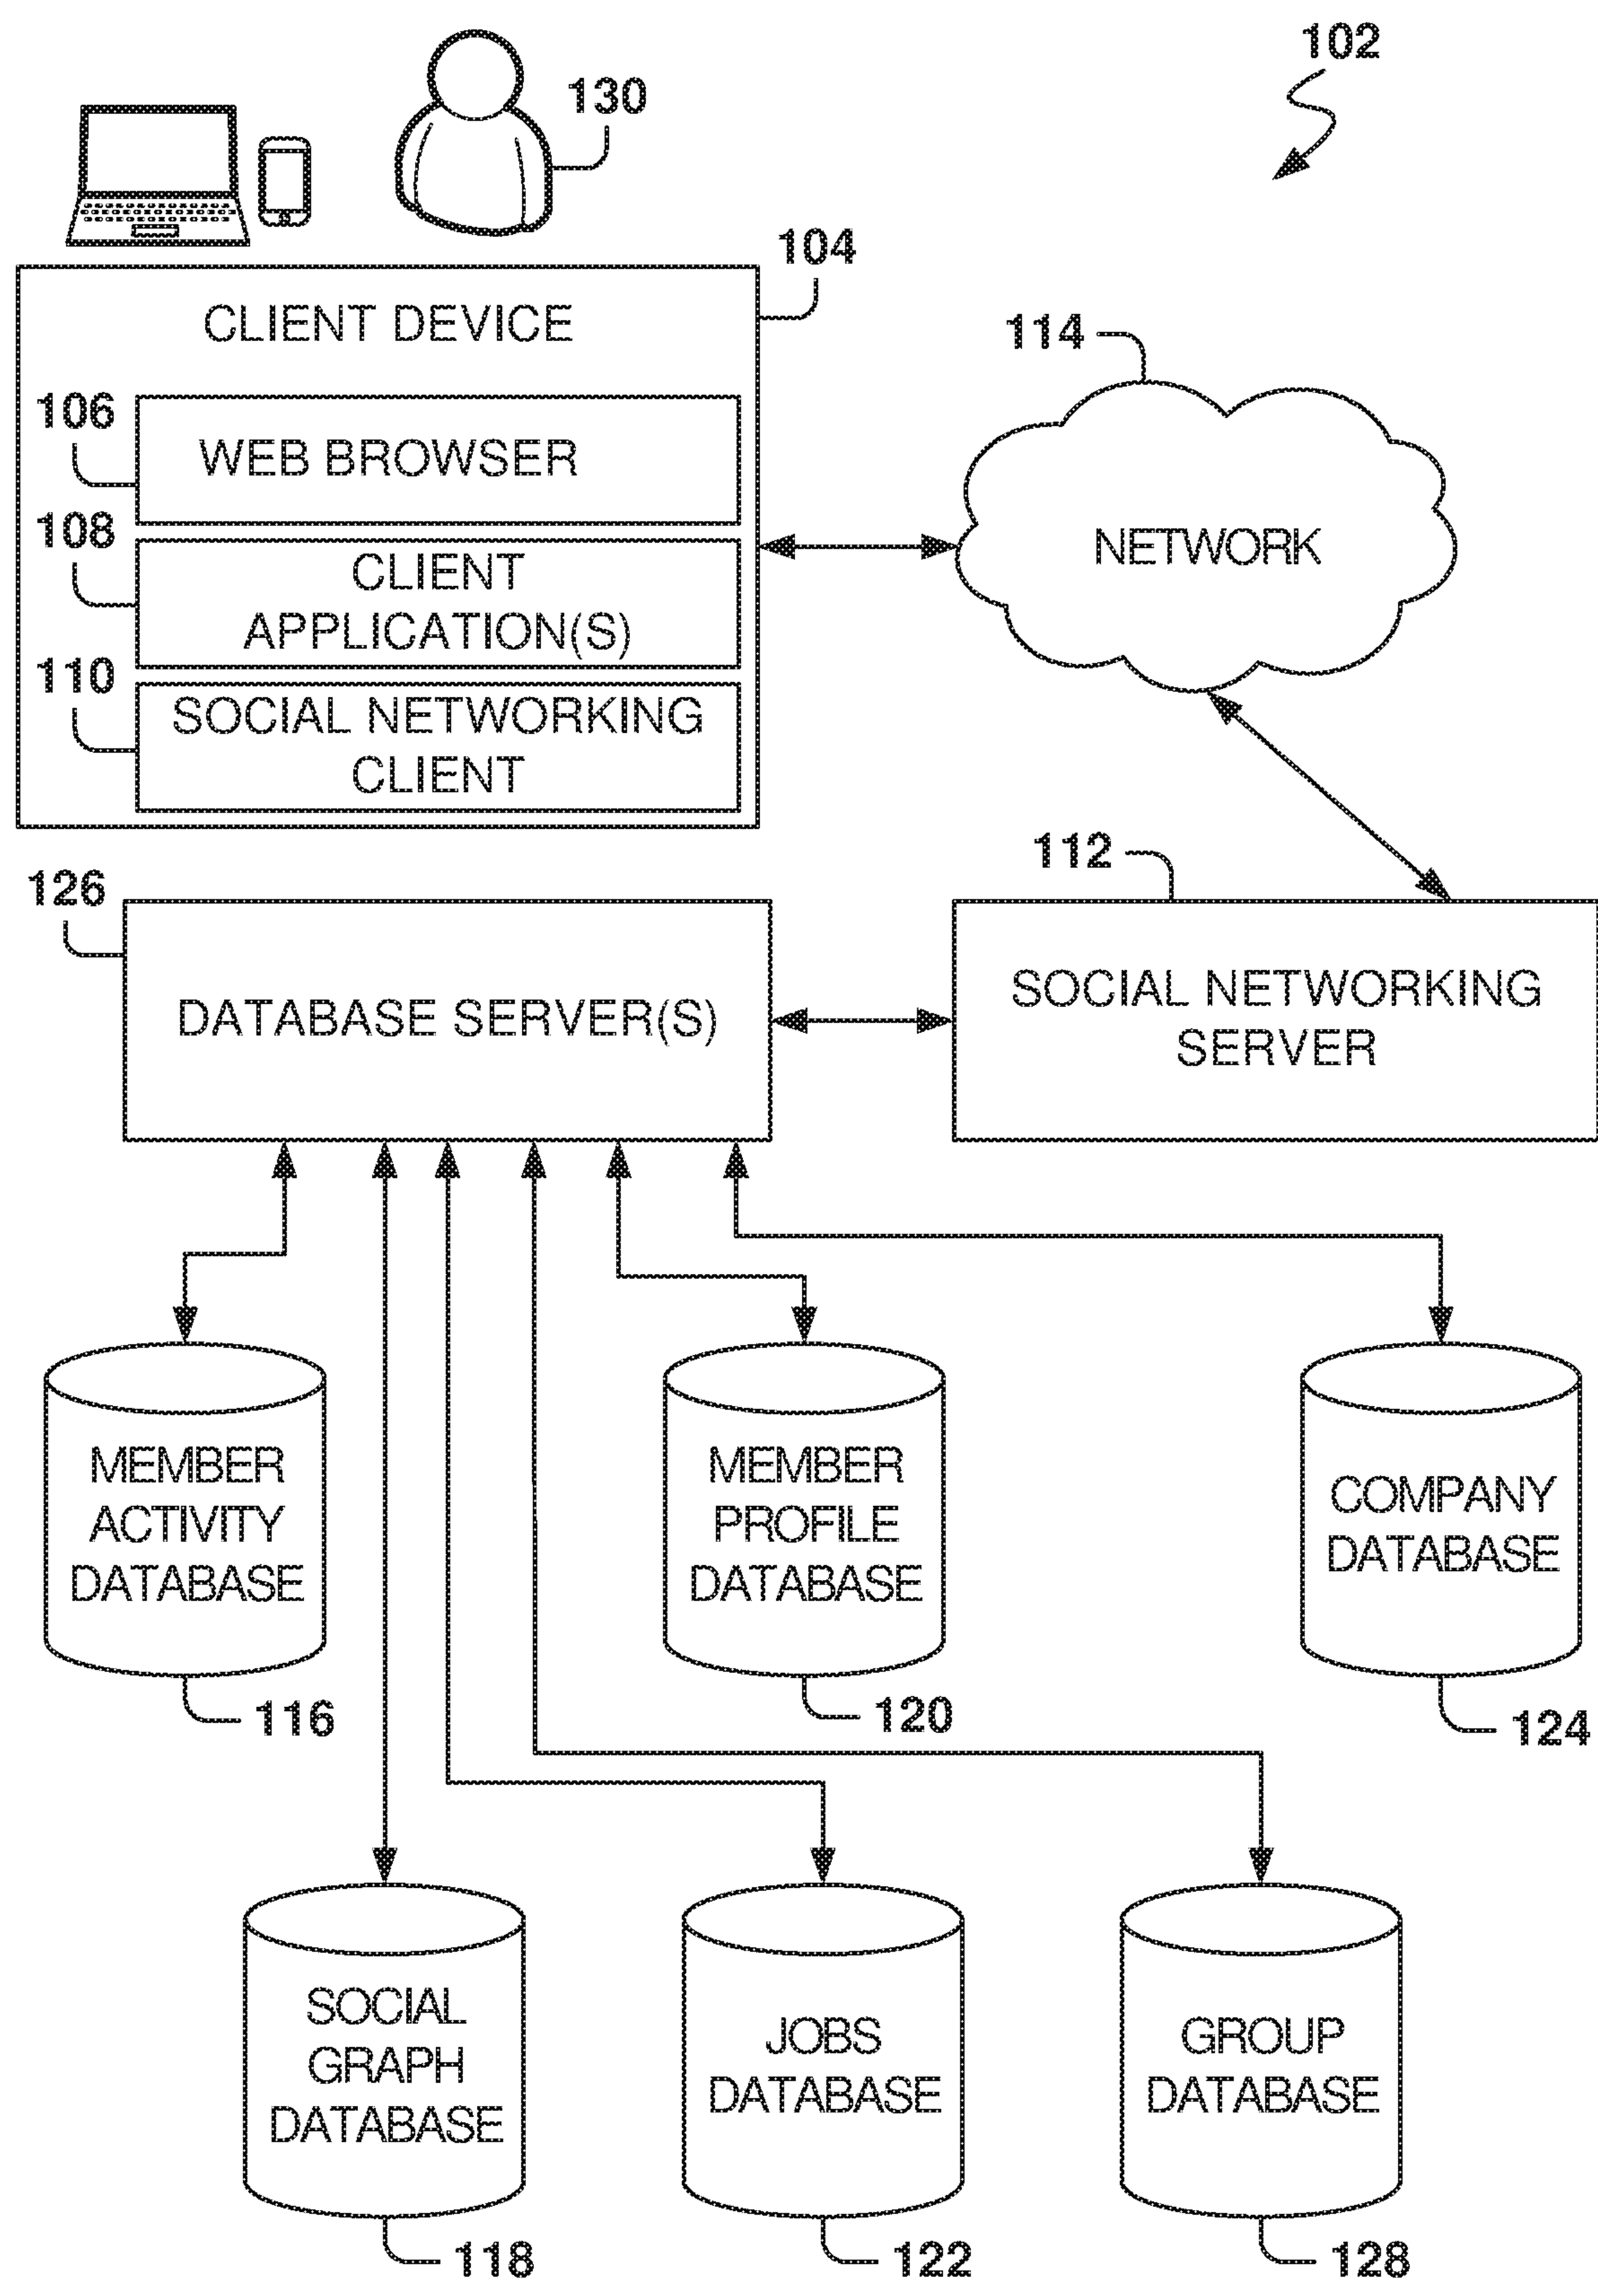 102
130
104
CLIENT DEVICE
114
106
WEB BROWSER
108
CLIENT
APPLICATION(S)
NETWORK
110
SOCIAL NETWORKING
CLIENT
112
126
DATABASE SERVER(S)
SOCIAL NETWORKING
SERVER
MEMBER
ACTIVITY
DATABASE
MEMBER
PROFILE
DATABASE
COMPANY
DATABASE
116
120
124
SOCIAL
GRAPH
DATABASE
JOBS
DATABASE
GROUP
DATABASE
118
122
128